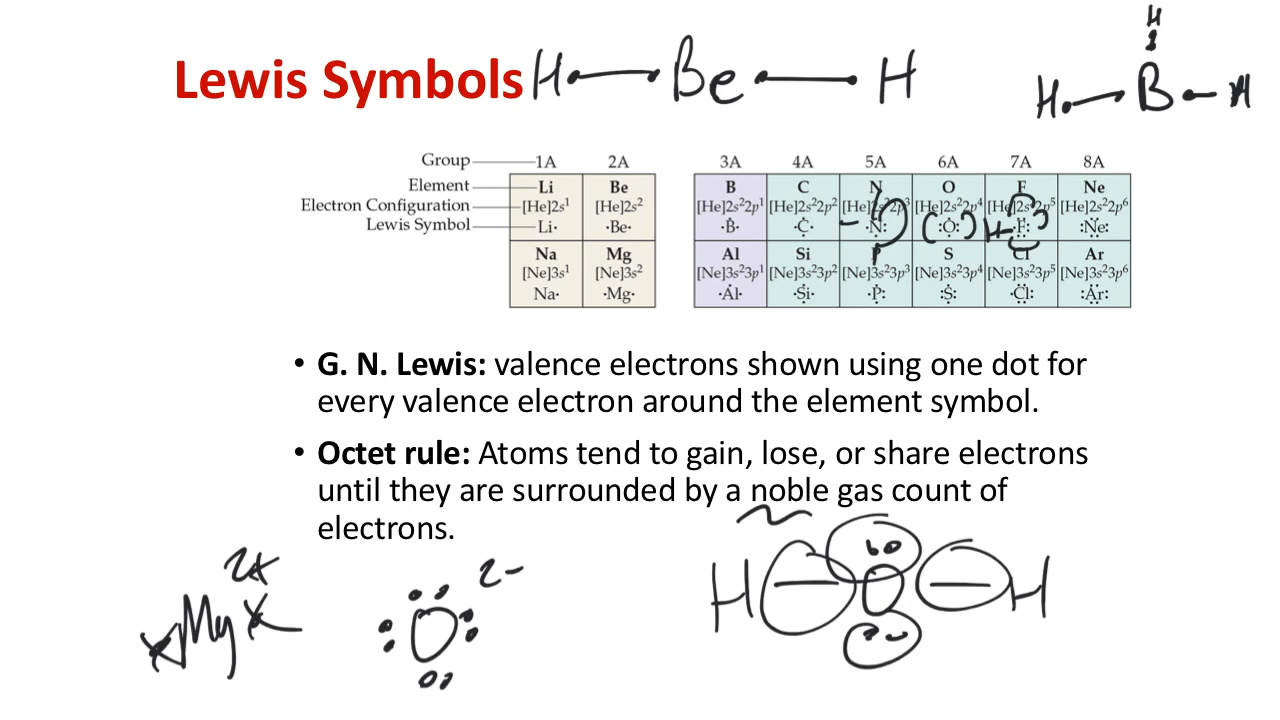 Lewis Symbols H Be H
H
H B H
Group 1A 2A 3A 4A 5A 6A 7A 8A
Element Li Be B C N O F Ne
Electron Configuration [He]2s¹ [He]2s² [He]2s²2p¹ [He]2s²2p² [He]2s²2p³ [He]2s²2p⁴ [He]2s²2p⁵ [He]2s²2p⁶
Lewis Symbol Li· ·Be· ·Ḃ· ·Ċ· ·Ṅ: :Ȯ: ·F: :Ne:
Na Mg Al Si P S Cl Ar
[Ne]3s¹ [Ne]3s² [Ne]3s²3p¹ [Ne]3s²3p² [Ne]3s²3p³ [Ne]3s²3p⁴ [Ne]3s²3p⁵ [Ne]3s²3p⁶
Na· ·Mg· ·Al· ·Si· ·P: :S: ·Cl: :Ar:
• G. N. Lewis: valence electrons shown using one dot for
every valence electron around the element symbol.
• Octet rule: Atoms tend to gain, lose, or share electrons
until they are surrounded by a noble gas count of
electrons.
Mg 2+ O 2- H O H